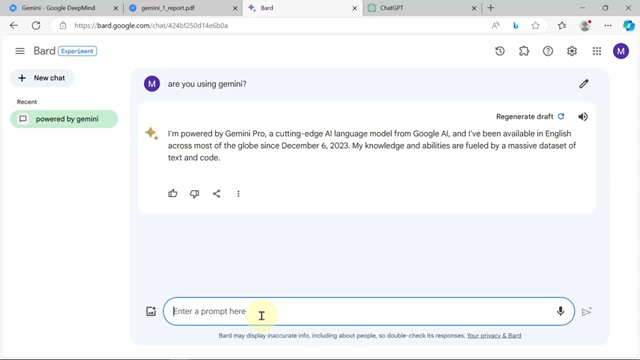 Gemini - Google DeepMind
gemini_1_report.pdf
Bard
ChatGPT
https://bard.google.com/chat/424bf250d14e6b0a
Bard Experiment
M
New chat
Recent
powered by gemini
M are you using gemini?
Regenerate draft
I'm powered by Gemini Pro, a cutting-edge AI language model from Google AI, and I've been available in English
across most of the globe since December 6, 2023. My knowledge and abilities are fueled by a massive dataset of
text and code.
Enter a prompt here
Bard may display inaccurate info, including about people, so double-check its responses. Your privacy & Bard